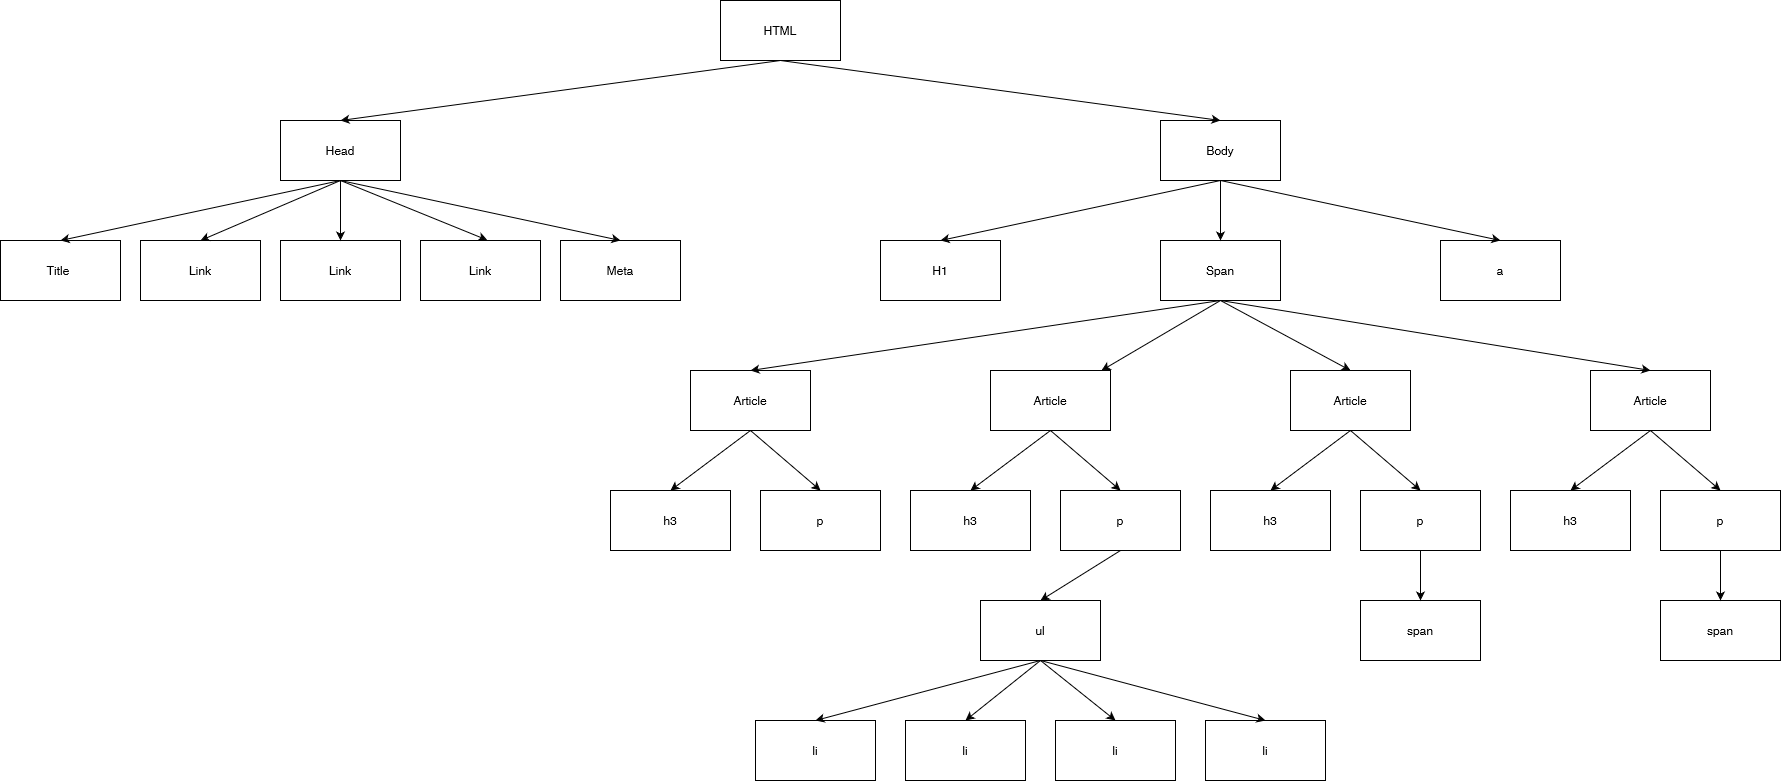 HTML
Head
Body
Title
Link
Link
Link
Meta
H1
Span
a
Article
Article
Article
Article
h3
p
h3
p
h3
p
h3
p
ul
span
span
li
li
li
li